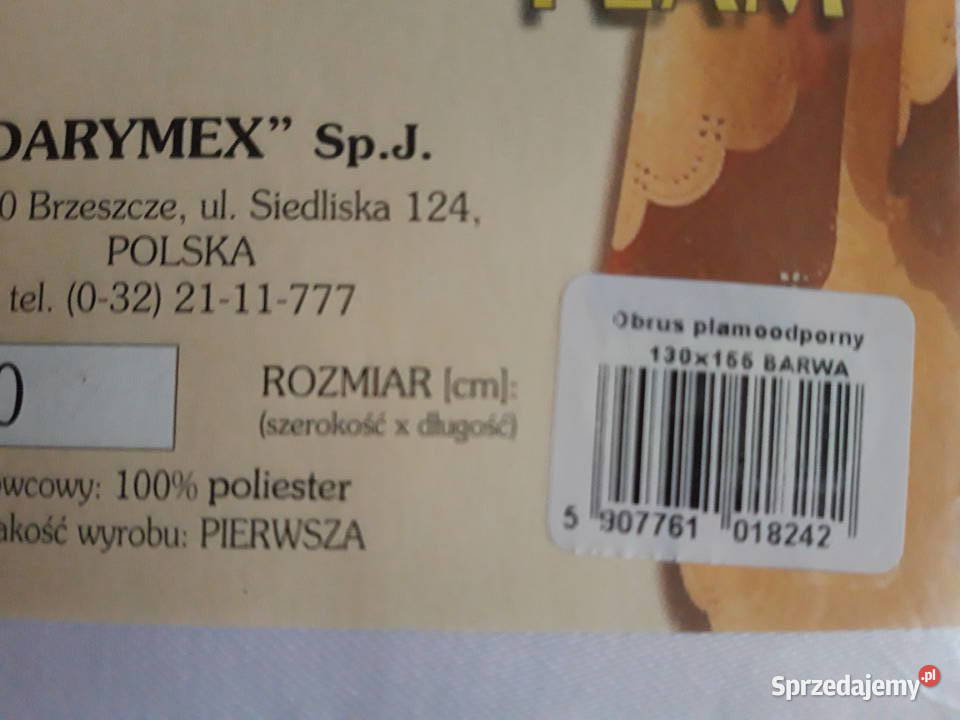 PLAM
DARYMEX” Sp.J.
0 Brzeszcze, ul. Siedliska 124,
POLSKA
tel. (0-32) 21-11-777
0
ROZMIAR [cm]:
(szerokość x długość)
owcowy: 100% poliester
akość wyrobu: PIERWSZA
Obrus plamoodporny
130x155 BARWA
5 907761 018242
Sprzedajemy.pl